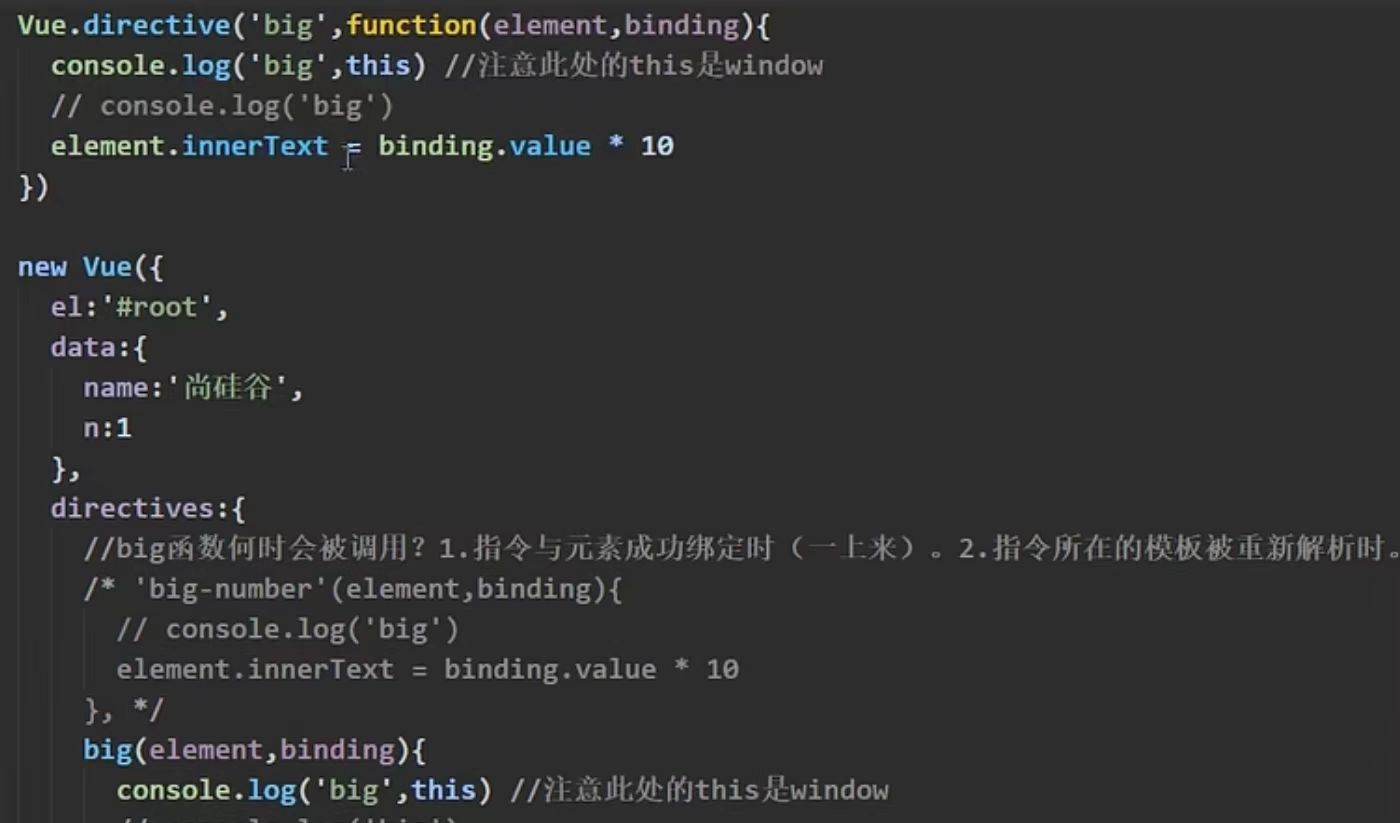 Vue.directive('big',function(element,binding){
console.log('big',this) //注意此处的this是window
// console.log('big')
element.innerText = binding.value * 10
})
new Vue({
el:'#root',
data:{
name:'尚硅谷',
n:1
},
directives:{
//big函数何时会被调用？1.指令与元素成功绑定时（一上来）。2.指令所在的模板被重新解析时。
/* 'big-number'(element,binding){
// console.log('big')
element.innerText = binding.value * 10
}, */
big(element,binding){
console.log('big',this) //注意此处的this是window